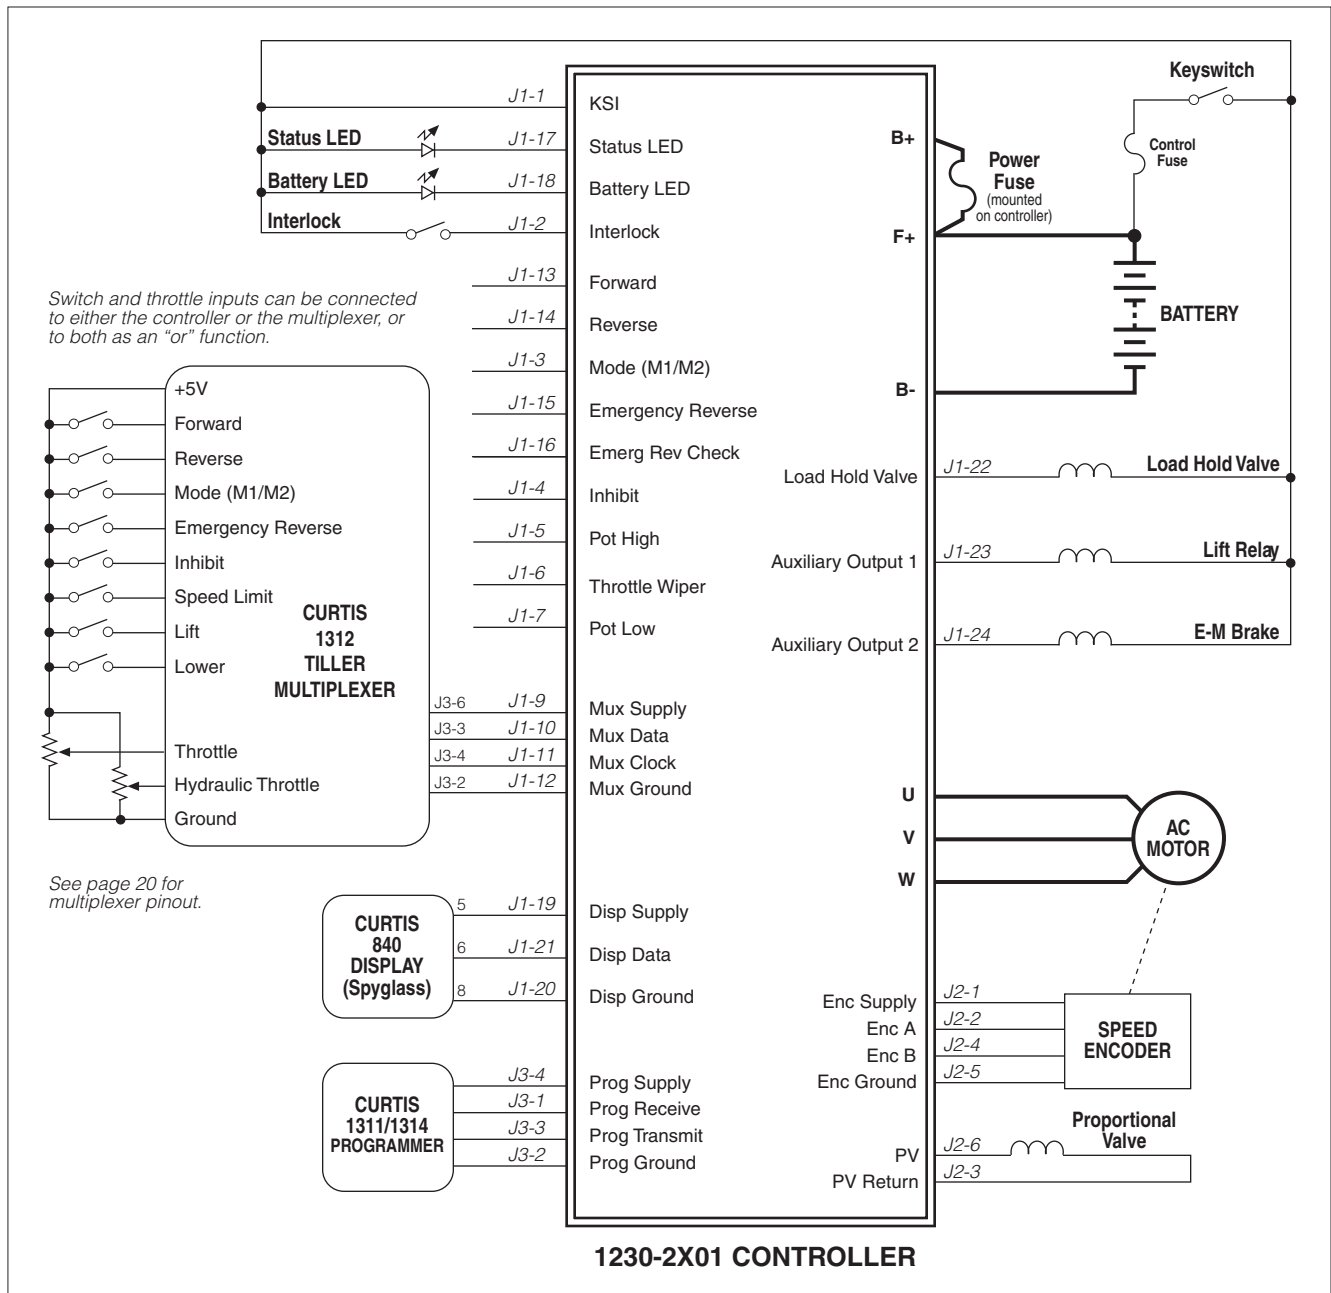 Keyswitch
Control
Fuse
J1-1
KSI
Status LED
J1-17
Status LED
Battery LED
J1-18
Battery LED
Interlock
J1-2
Interlock
B+
Power
Fuse
(mounted
on controller)
F+
BATTERY
B-
J1-13
Forward
J1-14
Reverse
J1-3
Mode (M1/M2)
J1-15
Emergency Reverse
J1-16
Emerg Rev Check
J1-4
Inhibit
J1-5
Pot High
J1-6
Throttle Wiper
J1-7
Pot Low
Switch and throttle inputs can be connected
to either the controller or the multiplexer, or
to both as an “or” function.
+5V
Forward
Reverse
Mode (M1/M2)
Emergency Reverse
Inhibit
Speed Limit
Lift
Lower
Throttle
Hydraulic Throttle
Ground
CURTIS
1312
TILLER
MULTIPLEXER
J3-6
J1-9
Mux Supply
J3-3
J1-10
Mux Data
J3-4
J1-11
Mux Clock
J3-2
J1-12
Mux Ground
See page 20 for
multiplexer pinout.
Load Hold Valve
J1-22
Load Hold Valve
Auxiliary Output 1
J1-23
Lift Relay
Auxiliary Output 2
J1-24
E-M Brake
U
V
W
AC
MOTOR
CURTIS
840
DISPLAY
(Spyglass)
5
J1-19
Disp Supply
6
J1-21
Disp Data
8
J1-20
Disp Ground
Enc Supply
J2-1
Enc A
J2-2
Enc B
J2-4
Enc Ground
J2-5
SPEED
ENCODER
CURTIS
1311/1314
PROGRAMMER
J3-4
Prog Supply
J3-1
Prog Receive
J3-3
Prog Transmit
J3-2
Prog Ground
Proportional
Valve
PV
J2-6
PV Return
J2-3
1230-2X01 CONTROLLER